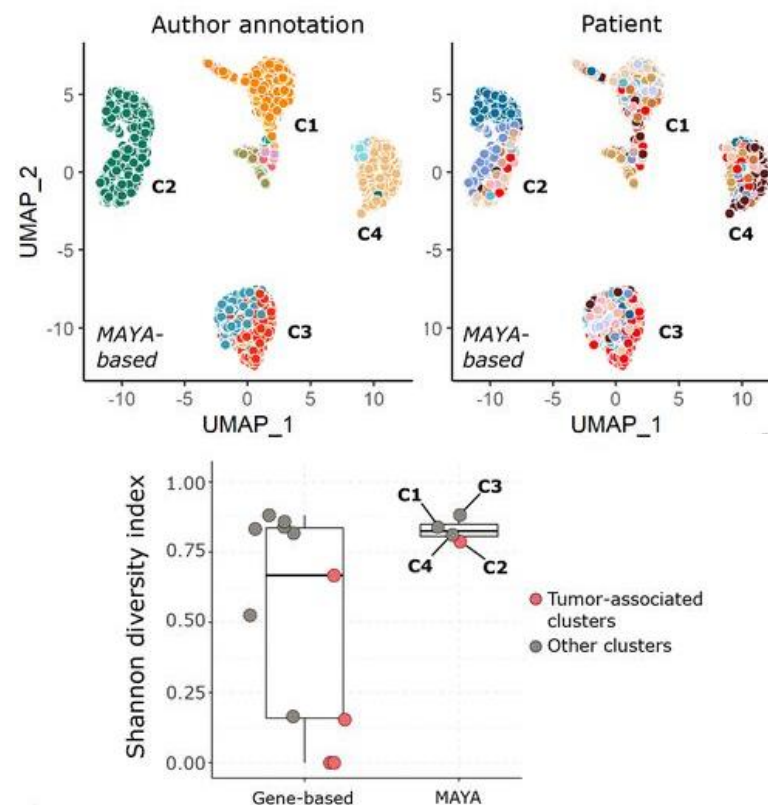 Author annotation
Patient
UMAP_2
5
0
-5
-10
C1
C2
C4
C3
MAYA-
based
-10
-5
0
5
10
UMAP_1
5
0
-5
10
C1
C2
C4
C3
MAYA-
based
-10
-5
0
5
10
UMAP_1
Shannon diversity index
1.00
0.75
0.50
0.25
0.00
C1
C3
C4
C2
Gene-based
MAYA
Tumor-associated
clusters
Other clusters